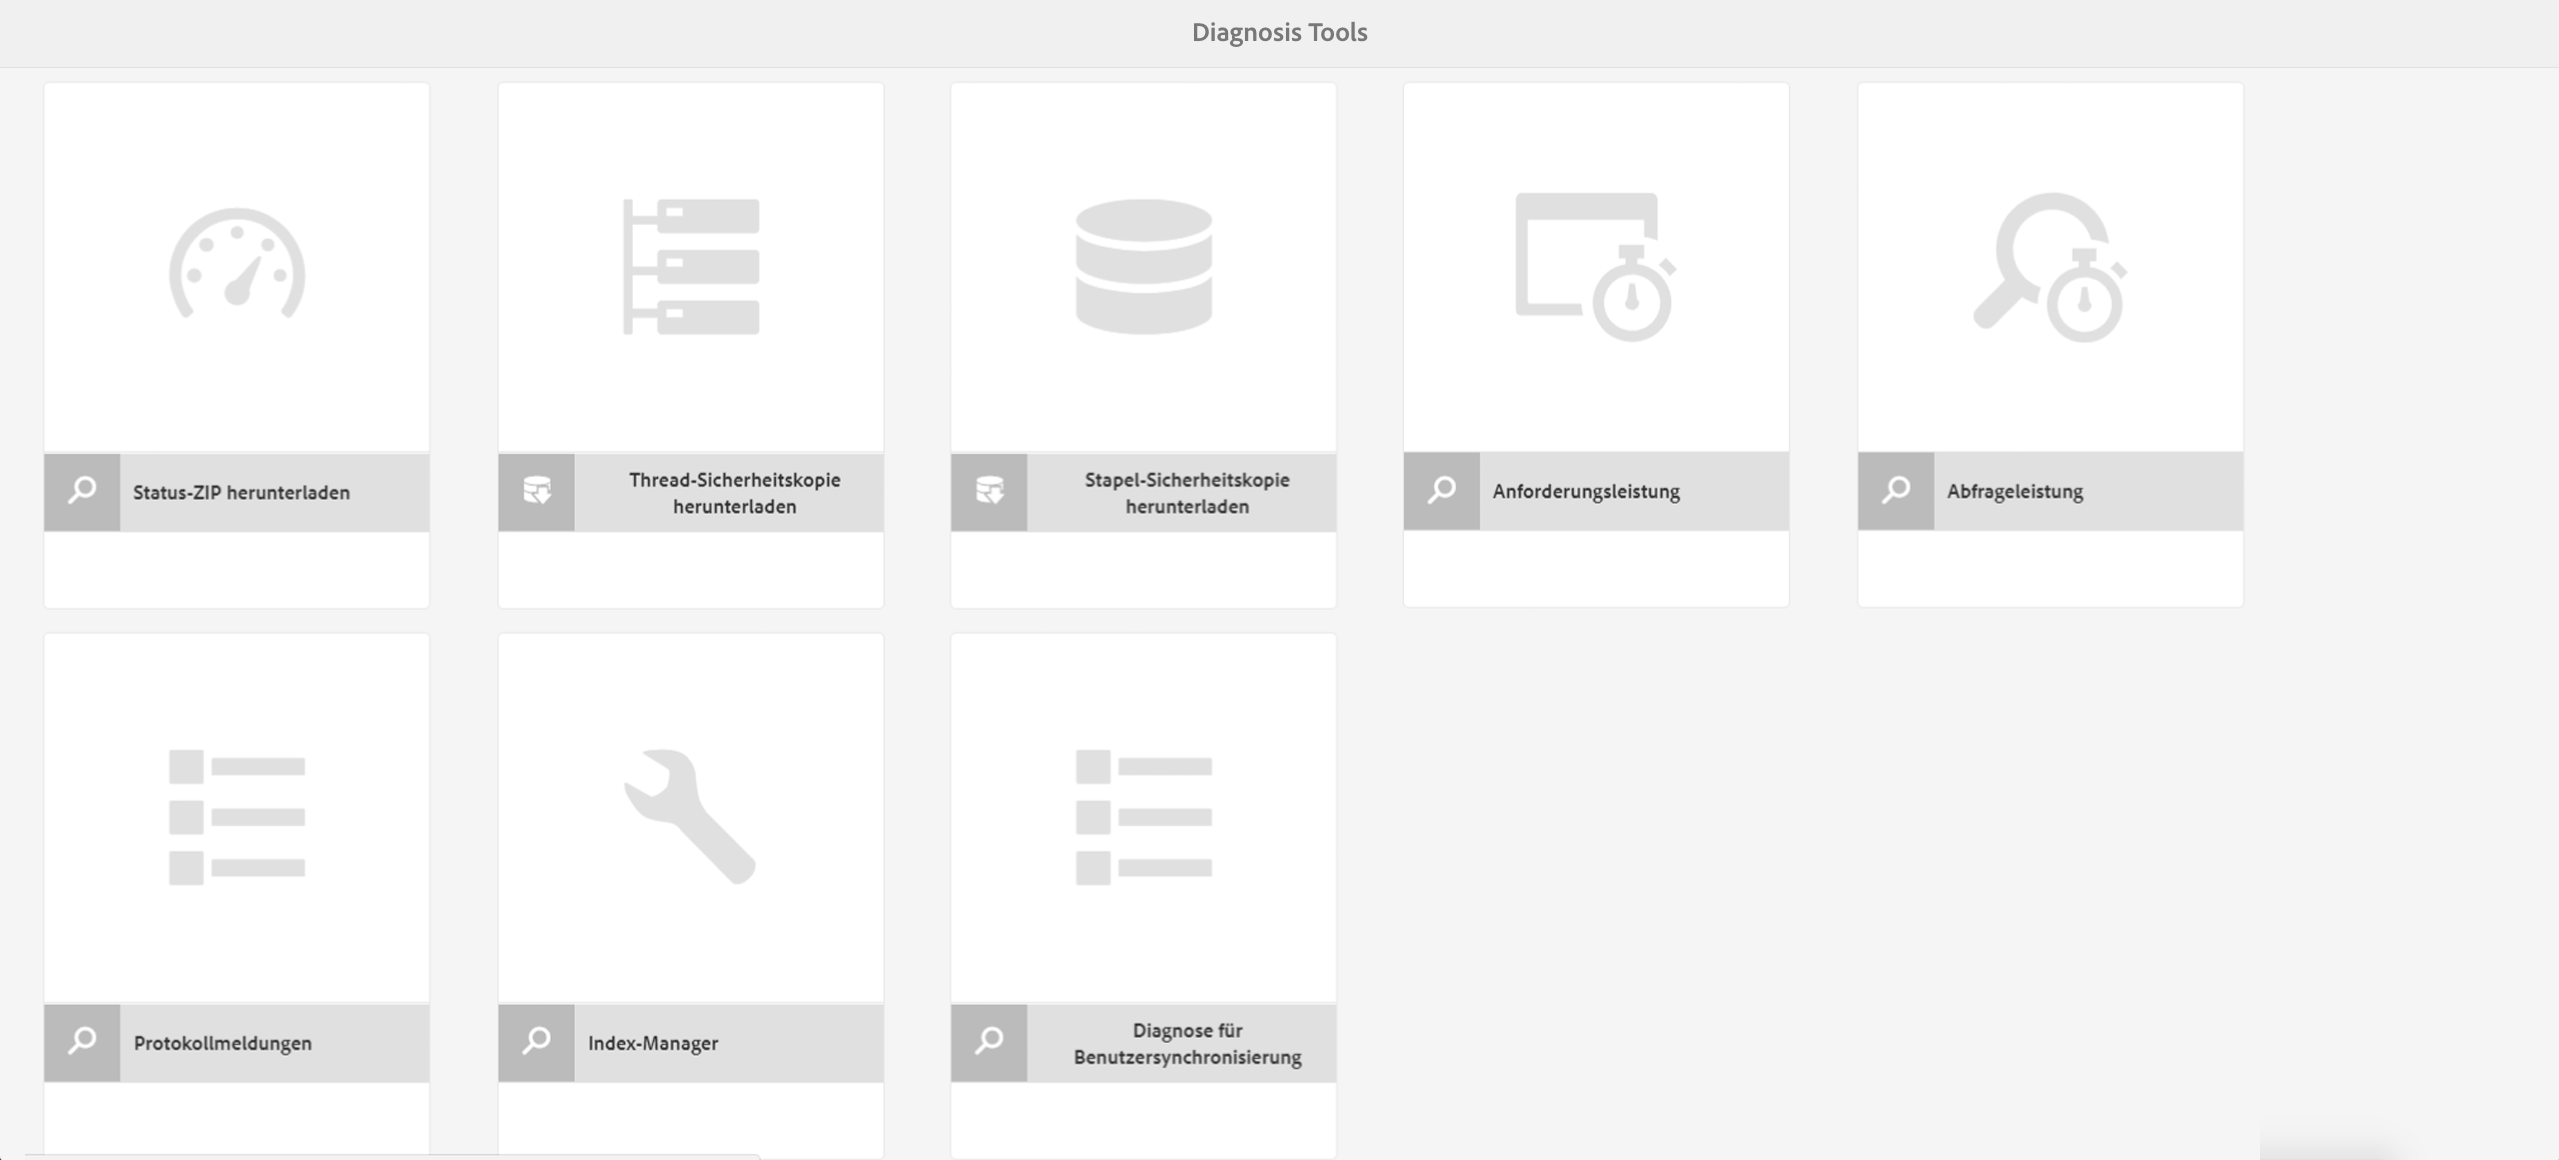 Diagnosis Tools
Status-ZIP herunterladen
Thread-Sicherheitskopie
herunterladen
Stapel-Sicherheitskopie
herunterladen
Anforderungsleistung
Abfrageleistung
Protokollmeldungen
Index-Manager
Diagnose für
Benutzersynchronisierung